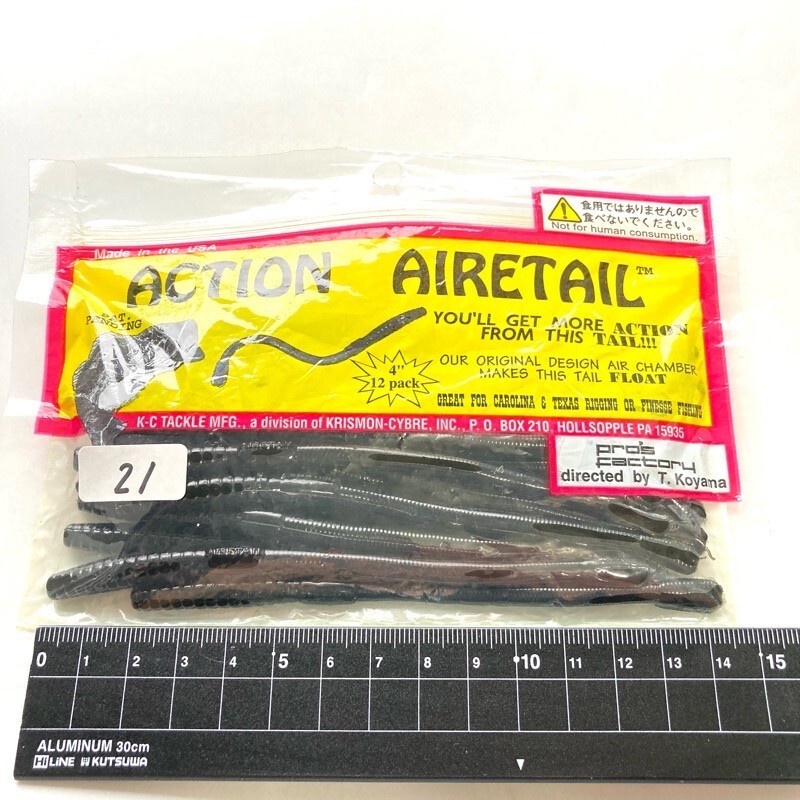 食用ではありませんので
食べないでください。
Not for human consumption.
Made in the USA
ACTION AIRETAIL™
PAT.
PENDING
YOU'LL GET MORE ACTION
FROM THIS TAIL!!!
4"
12 pack
OUR ORIGINAL DESIGN AIR CHAMBER
MAKES THIS TAIL FLOAT
GREAT FOR CAROLINA & TEXAS RIGGING OR FINESSE FISHING
K-C TACKLE MFG., a division of KRISMON-CYBRE, INC., P. O. BOX 210, HOLLSOPPLE PA 15935
pro's
factory
directed by T. Koyama
21
0 1 2 3 4 5 6 7 8 9 10 11 12 13 14 15
ALUMINUM 30cm
Hi LINE KUTSUWA